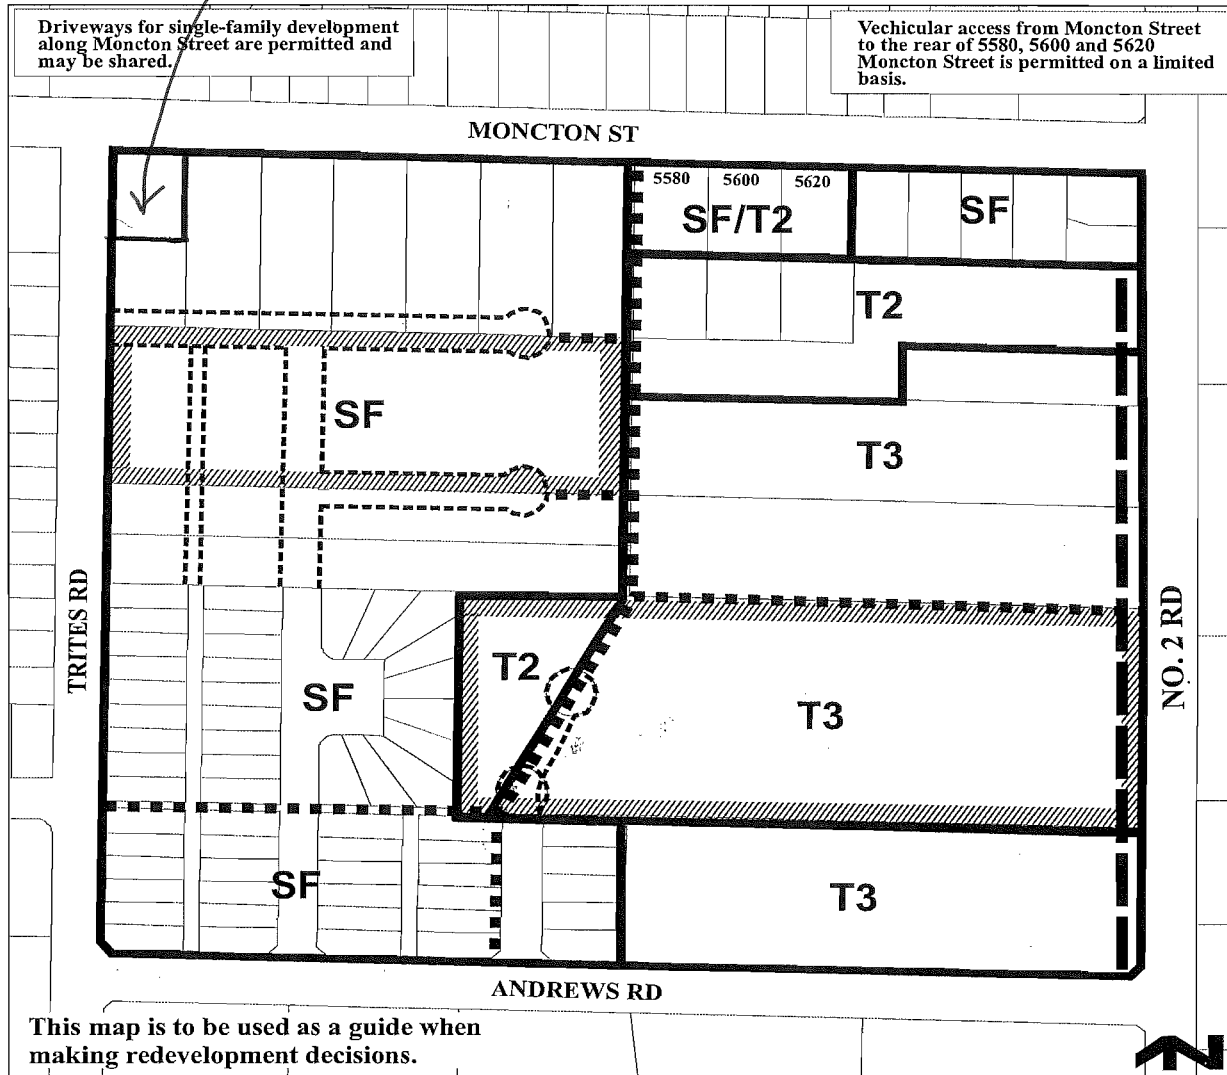 Driveways for single-family development
along Moncton Street are permitted and
may be shared.
Vechicular access from Moncton Street
to the rear of 5580, 5600 and 5620
Moncton Street is permitted on a limited
basis.
MONCTON ST
5580 5600 5620
SF/T2
SF
T2
SF
T3
TRITES RD
NO. 2 RD
T2
SF
T3
SF
T3
ANDREWS RD
This map is to be used as a guide when
making redevelopment decisions.
N